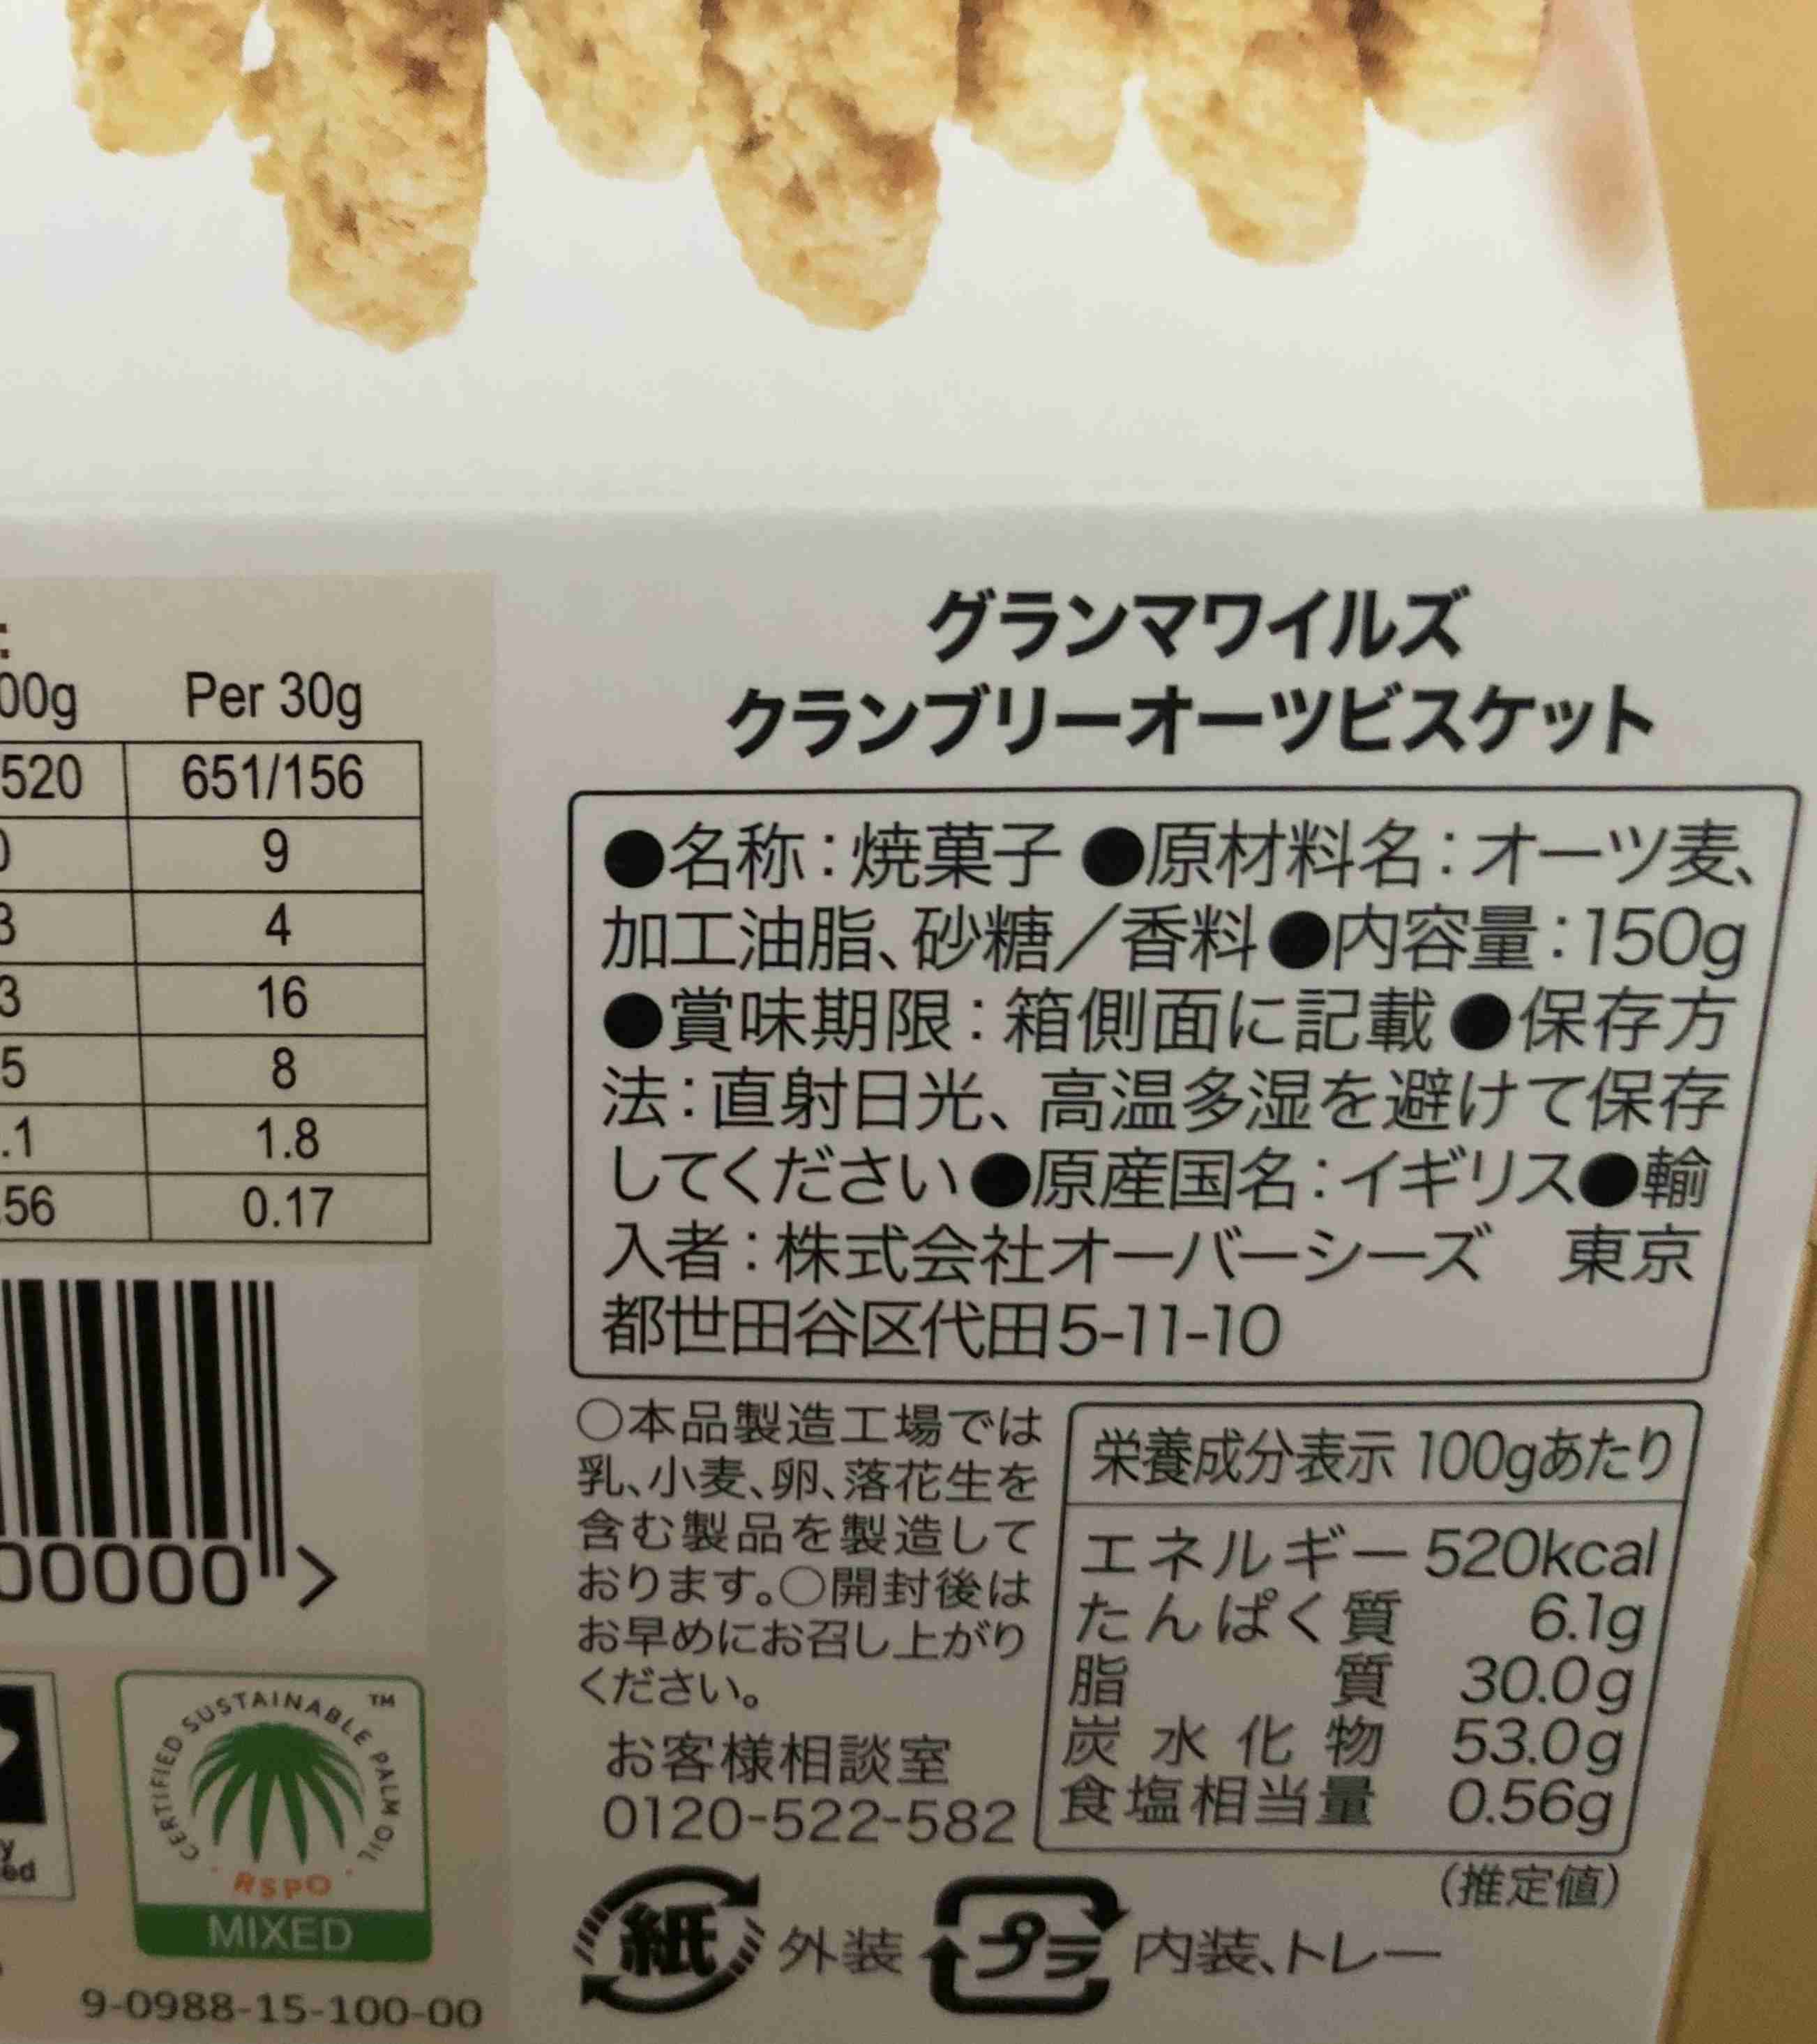 00g Per 30g
520 651/156
9
3 4
3 16
5 8
.1 1.8
.56 0.17
00000 >
CERTIFIED SUSTAINABLE PALM OIL TM
RSPO
MIXED
9-0988-15-100-00
グランマワイルズ
クランブリーオーツビスケット
●名称:焼菓子 ●原材料名:オーツ麦、
加工油脂、砂糖/香料●内容量:150g
●賞味期限:箱側面に記載●保存方
法:直射日光、高温多湿を避けて保存
してください●原産国名:イギリス●輸
入者:株式会社オーバーシーズ 東京
都世田谷区代田5-11-10
○本品製造工場では
乳、小麦、卵、落花生を
含む製品を製造して
おります。○開封後は
お早めにお召し上がり
ください。
お客様相談室
0120-522-582
栄養成分表示 100gあたり
エネルギー 520kcal
たんぱく質 6.1g
脂質 30.0g
炭水化物 53.0g
食塩相当量 0.56g
(推定値)
紙 外装 プラ 内装、トレー